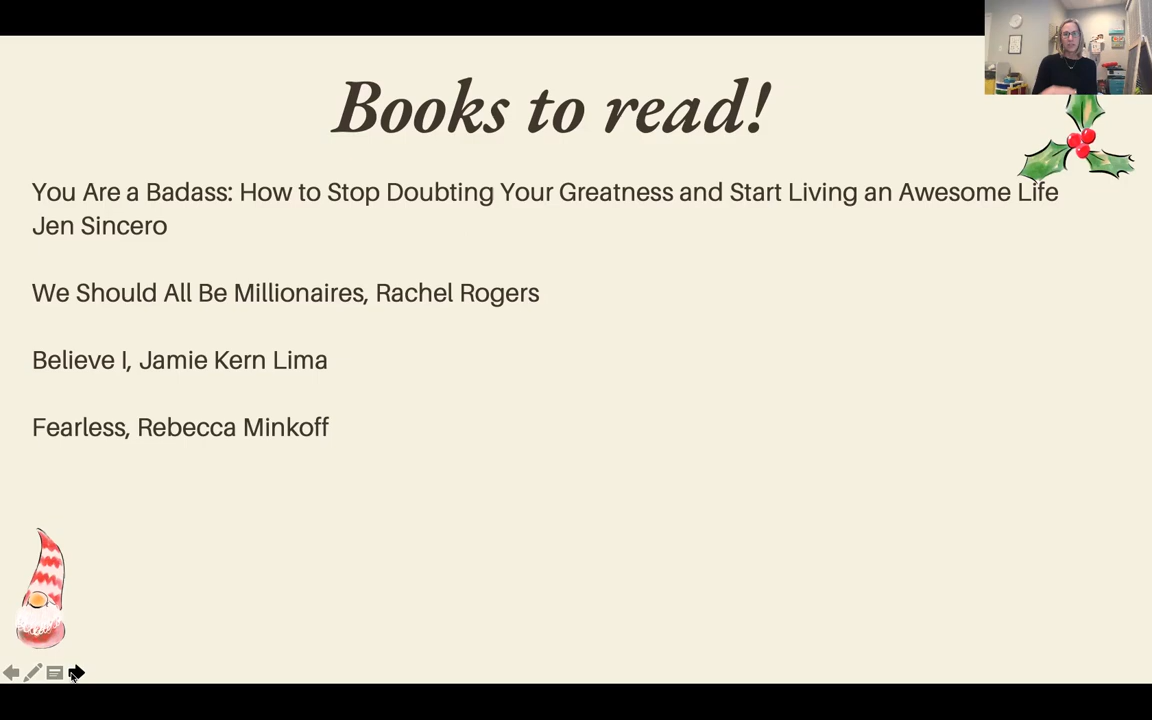 Books to read!
You Are a Badass: How to Stop Doubting Your Greatness and Start Living an Awesome Life
Jen Sincero
We Should All Be Millionaires, Rachel Rogers
Believe I, Jamie Kern Lima
Fearless, Rebecca Minkoff